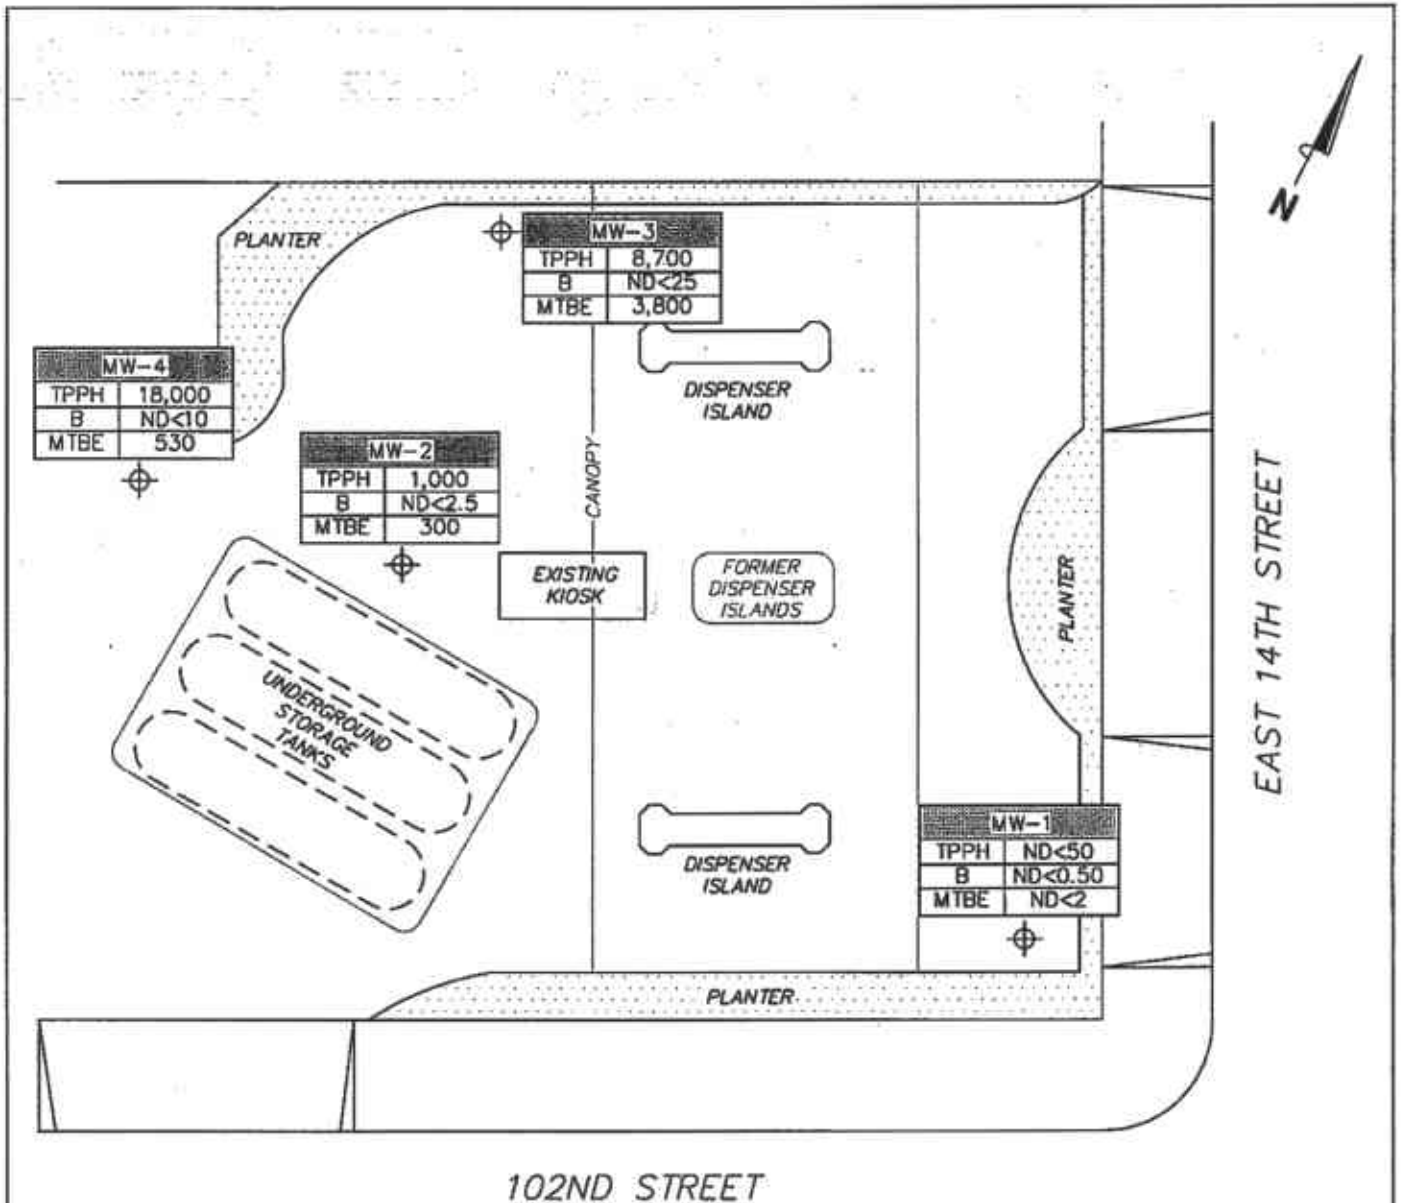 N
PLANTER
MW-3
TPPH 8,700
B ND<25
MTBE 3,800
MW-4
TPPH 18,000
B ND<10
MTBE 530
DISPENSER
ISLAND
MW-2
TPPH 1,000
B ND<2.5
MTBE 300
CANOPY
EXISTING
KIOSK
FORMER
DISPENSER
ISLANDS
PLANTER
EAST 14TH STREET
UNDERGROUND
STORAGE
TANKS
DISPENSER
ISLAND
MW-1
TPPH ND<50
B ND<0.50
MTBE ND<2
PLANTER
102ND STREET